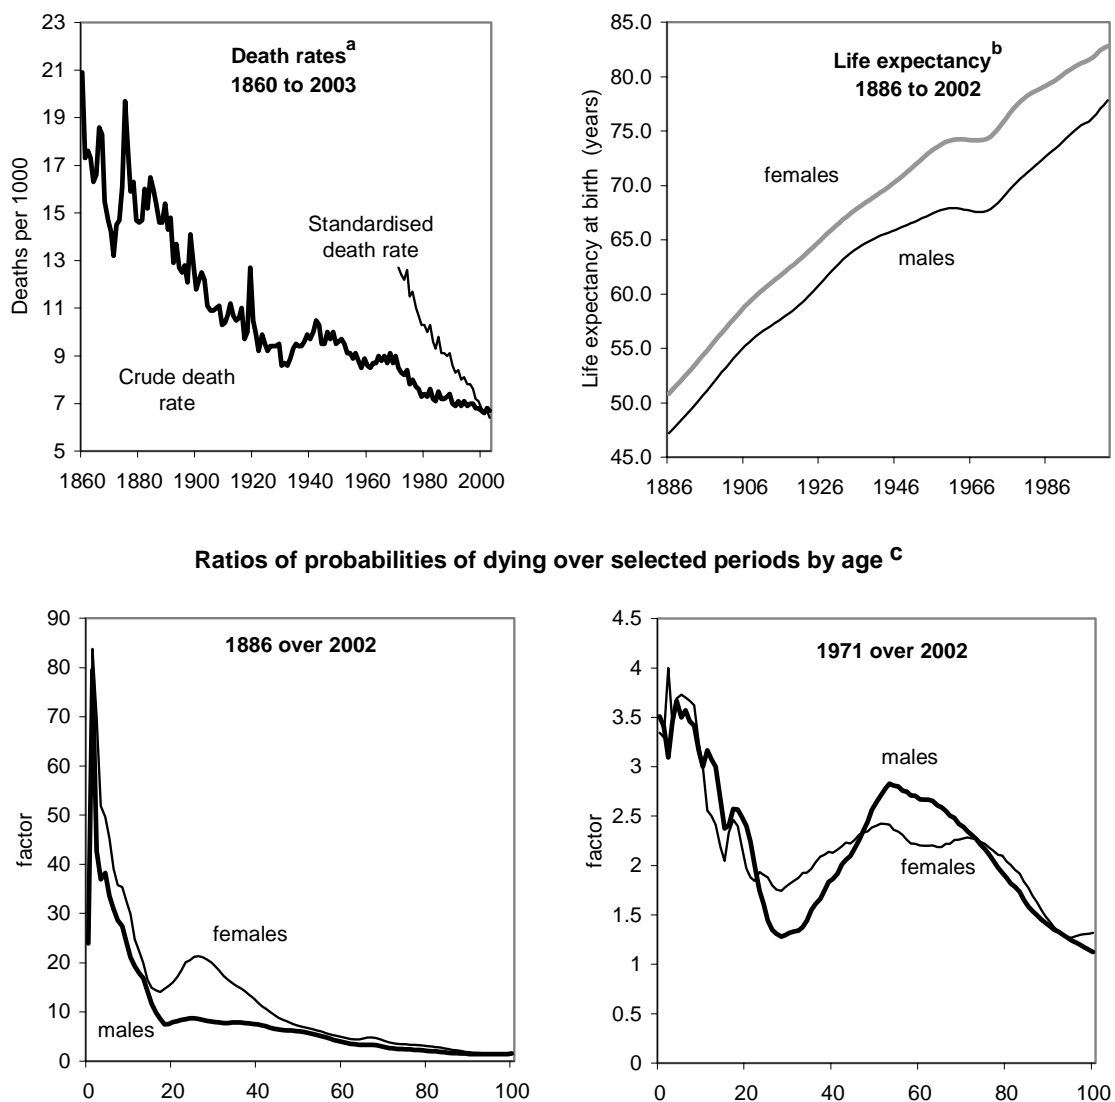 Death rates a
1860 to 2003
Deaths per 1000
23
21
19
17
15
13
11
9
7
5
Standardised
death rate
Crude death
rate
1860 1880 1900 1920 1940 1960 1980 2000
Life expectancy b
1886 to 2002
Life expectancy at birth (years)
85.0
80.0
75.0
70.0
65.0
60.0
55.0
50.0
45.0
females
males
1886 1906 1926 1946 1966 1986
Ratios of probabilities of dying over selected periods by age c
1886 over 2002
factor
90
80
70
60
50
40
30
20
10
0
females
males
0 20 40 60 80 100
1971 over 2002
factor
4.5
4
3.5
3
2.5
2
1.5
1
0.5
0
males
females
0 20 40 60 80 100